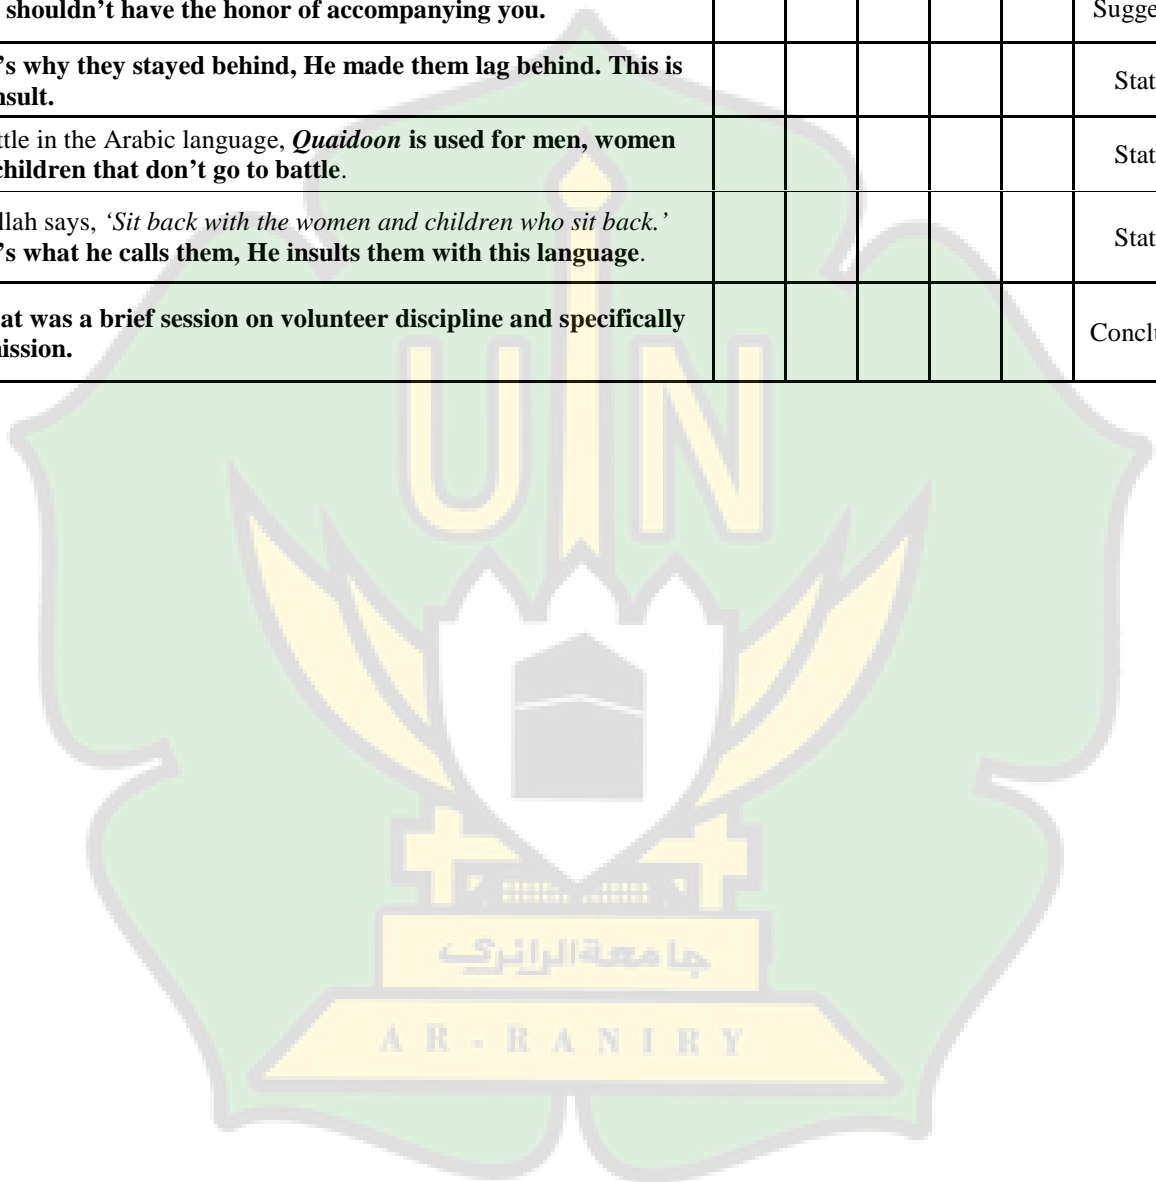 shouldn't have the honor of accompanying you.
Sugge
's why they stayed behind, He made them lag behind. This is
nsult.
Stat
ttle in the Arabic language, Quaidoon is used for men, women
children that don't go to battle.
Stat
llah says, 'Sit back with the women and children who sit back.'
's what he calls them, He insults them with this language.
Stat
at was a brief session on volunteer discipline and specifically
ission.
Conclu
UIN
جامعة الرانري
AR-RANIRY